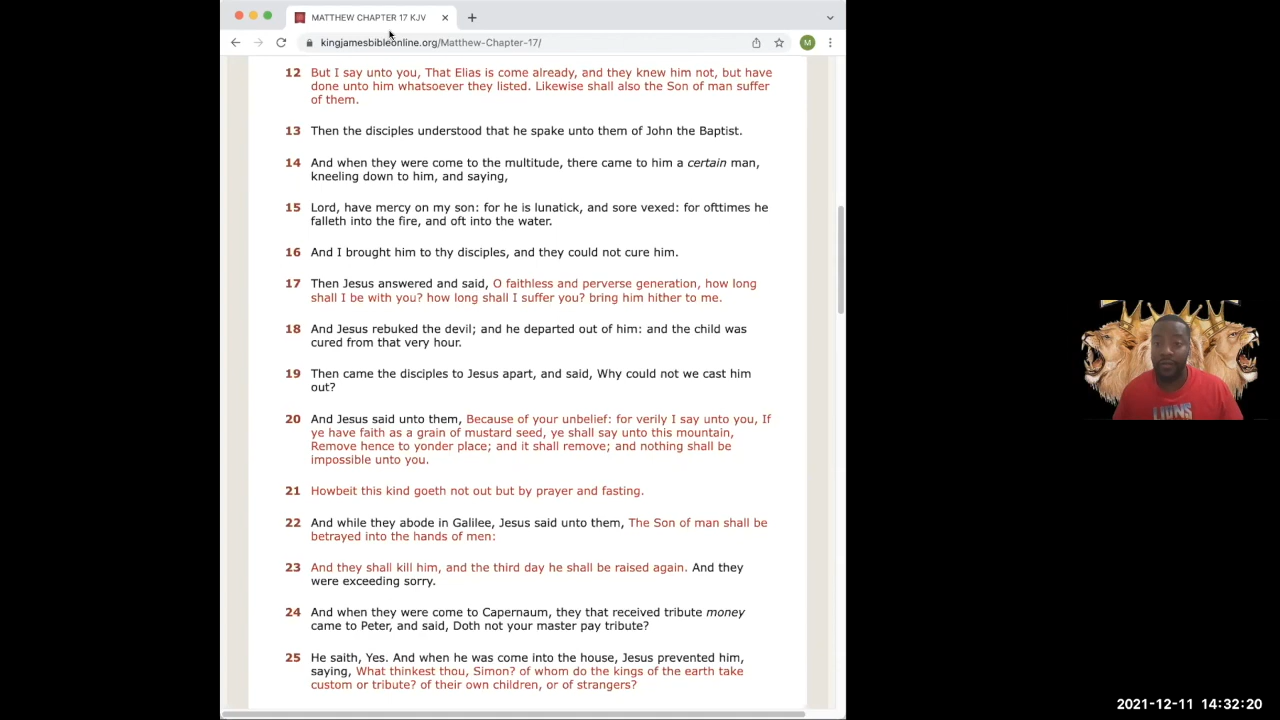 MATTHEW CHAPTER 17 KJV
kingjamesbibleonline.org/Matthew-Chapter-17/
M
12 But I say unto you, That Elias is come already, and they knew him not, but have
done unto him whatsoever they listed. Likewise shall also the Son of man suffer
of them.
13 Then the disciples understood that he spake unto them of John the Baptist.
14 And when they were come to the multitude, there came to him a certain man,
kneeling down to him, and saying,
15 Lord, have mercy on my son: for he is lunatick, and sore vexed: for ofttimes he
falleth into the fire, and oft into the water.
16 And I brought him to thy disciples, and they could not cure him.
17 Then Jesus answered and said, O faithless and perverse generation, how long
shall I be with you? how long shall I suffer you? bring him hither to me.
18 And Jesus rebuked the devil; and he departed out of him: and the child was
cured from that very hour.
19 Then came the disciples to Jesus apart, and said, Why could not we cast him
out?
20 And Jesus said unto them, Because of your unbelief: for verily I say unto you, If
ye have faith as a grain of mustard seed, ye shall say unto this mountain,
Remove hence to yonder place; and it shall remove; and nothing shall be
impossible unto you.
21 Howbeit this kind goeth not out but by prayer and fasting.
22 And while they abode in Galilee, Jesus said unto them, The Son of man shall be
betrayed into the hands of men:
23 And they shall kill him, and the third day he shall be raised again. And they
were exceeding sorry.
24 And when they were come to Capernaum, they that received tribute money
came to Peter, and said, Doth not your master pay tribute?
25 He saith, Yes. And when he was come into the house, Jesus prevented him,
saying, What thinkest thou, Simon? of whom do the kings of the earth take
custom or tribute? of their own children, or of strangers?
LIONS
2021-12-11 14:32:20